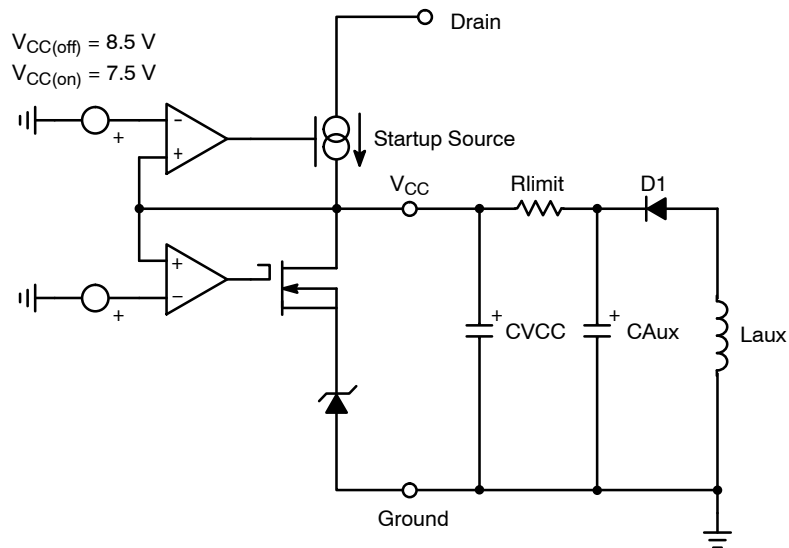 Drain
VCC(off) = 8.5 V
VCC(on) = 7.5 V
+
−
+
Startup Source
VCC
Rlimit
D1
+
−
+
+
CVCC
+
CAux
Laux
Ground